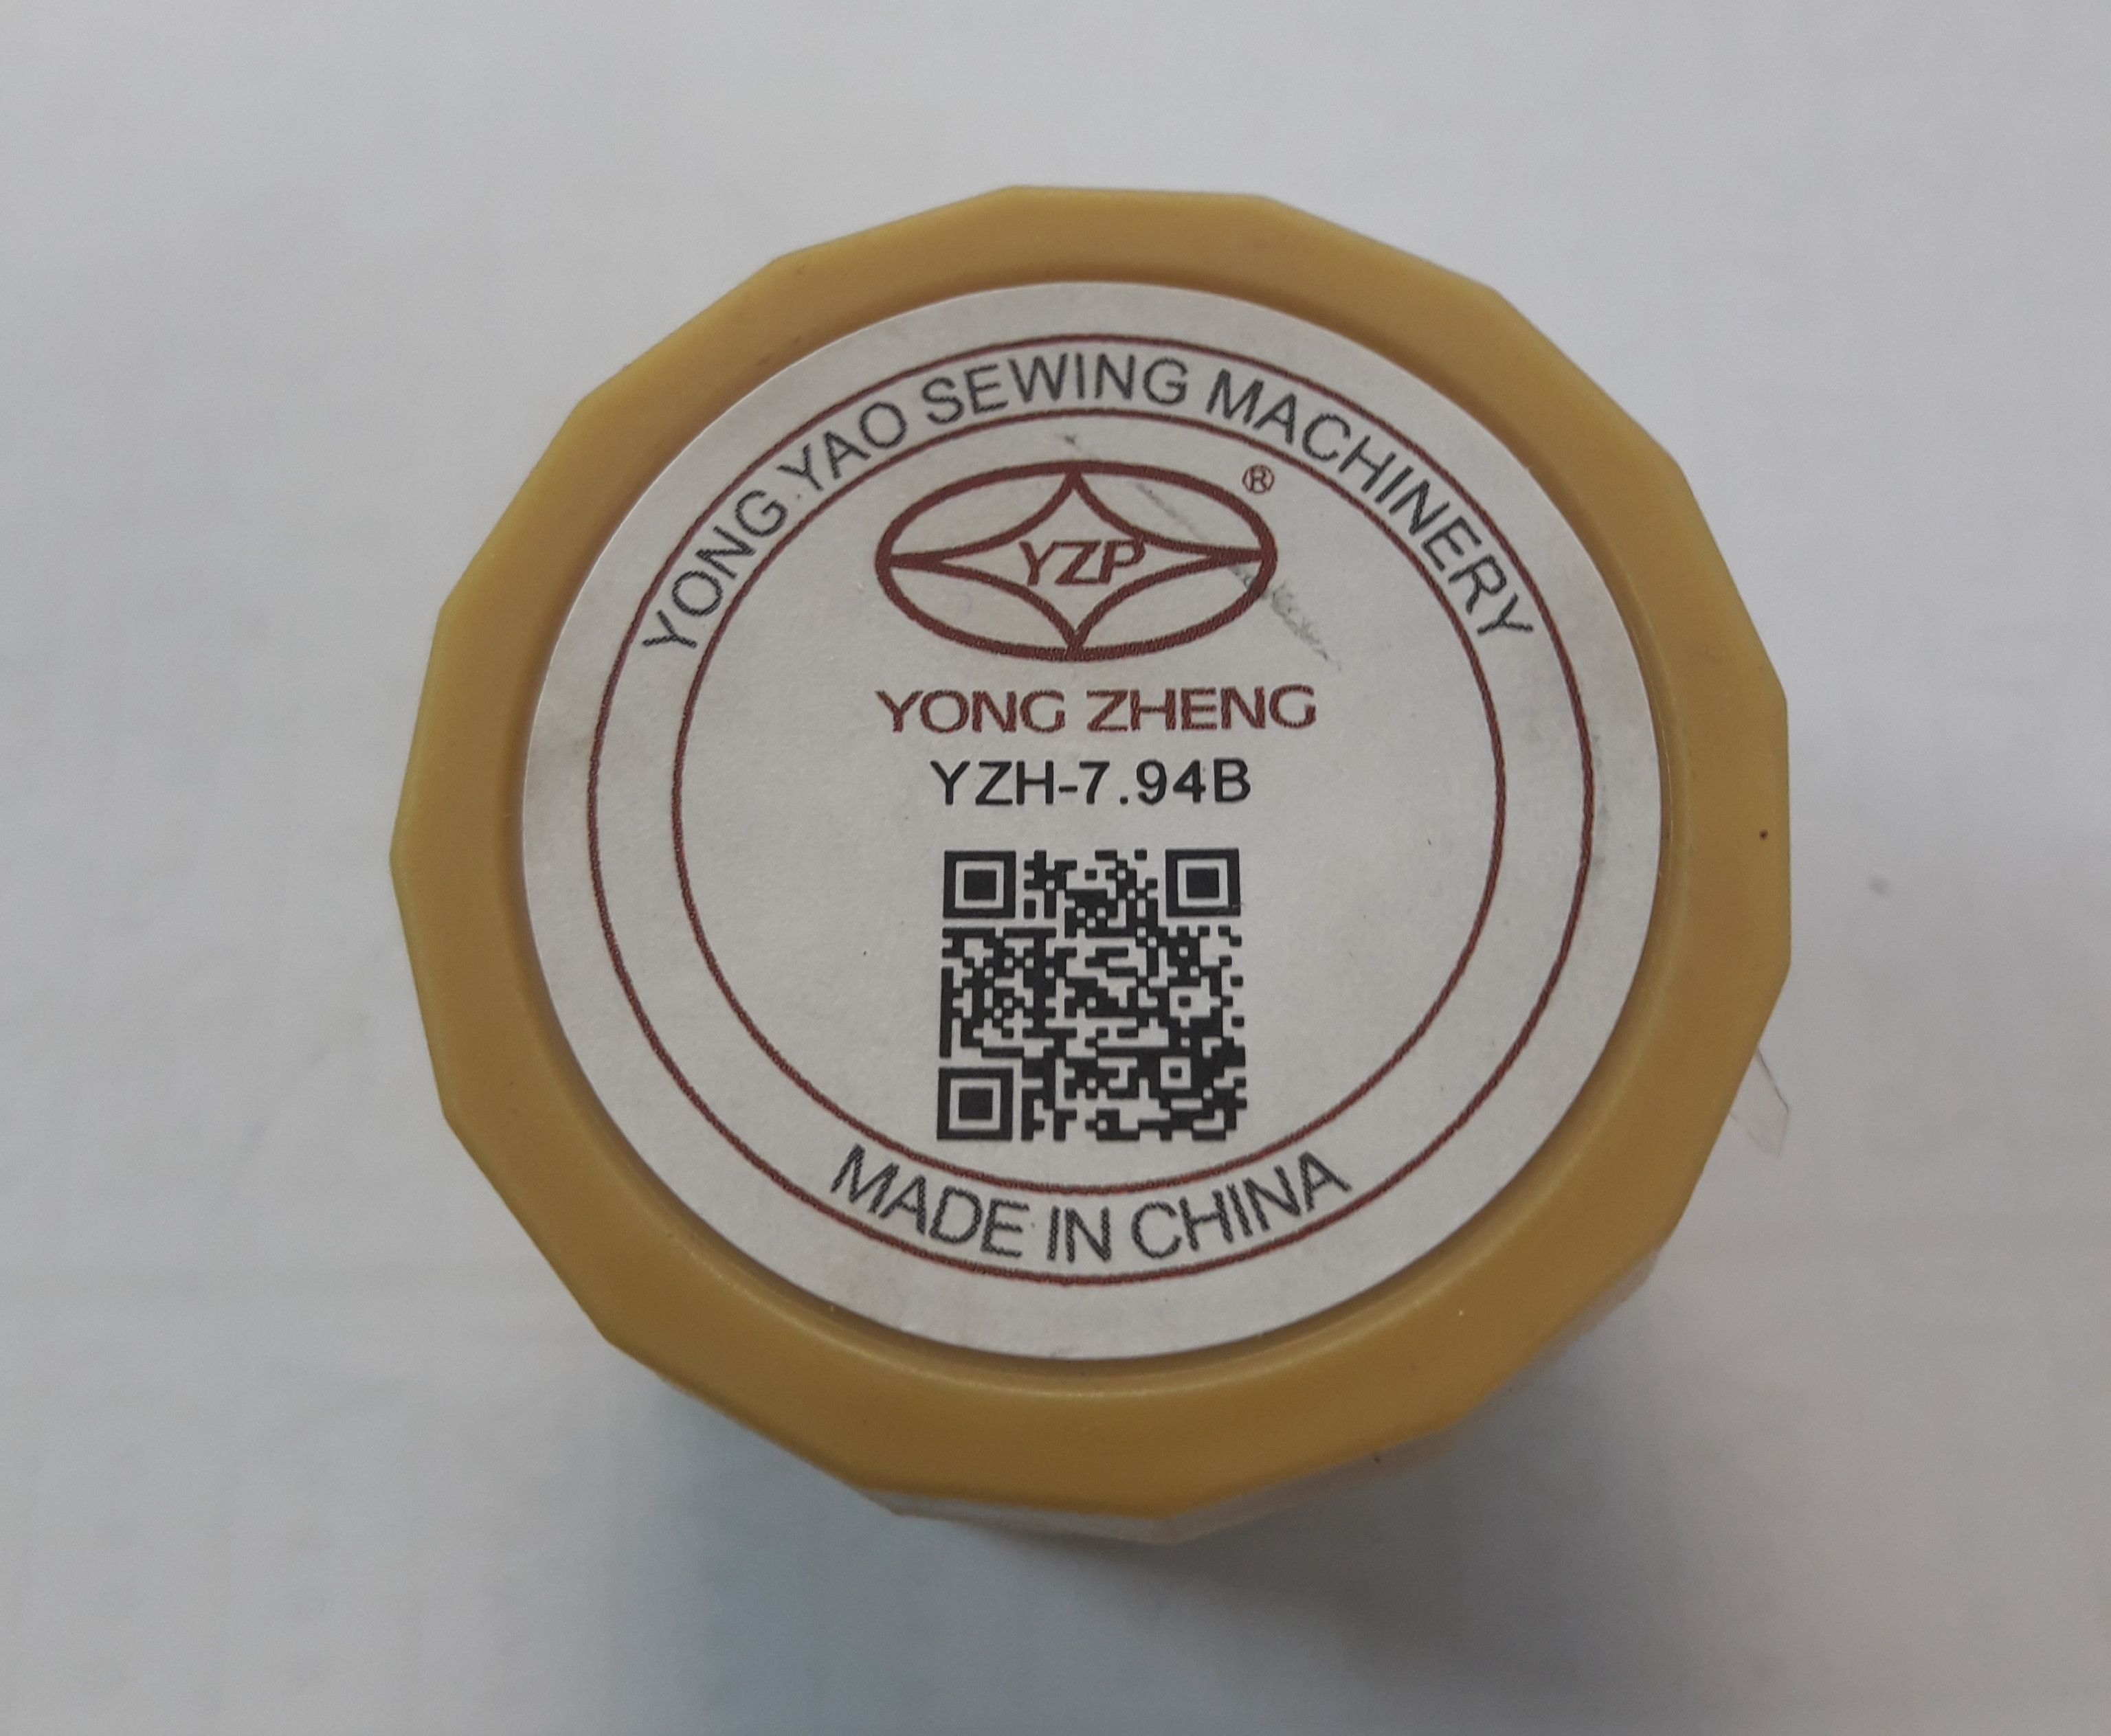 YONG YAO SEWING MACHINERY
®
YZP
YONG ZHENG
YZH-7.94B
MADE IN CHINA